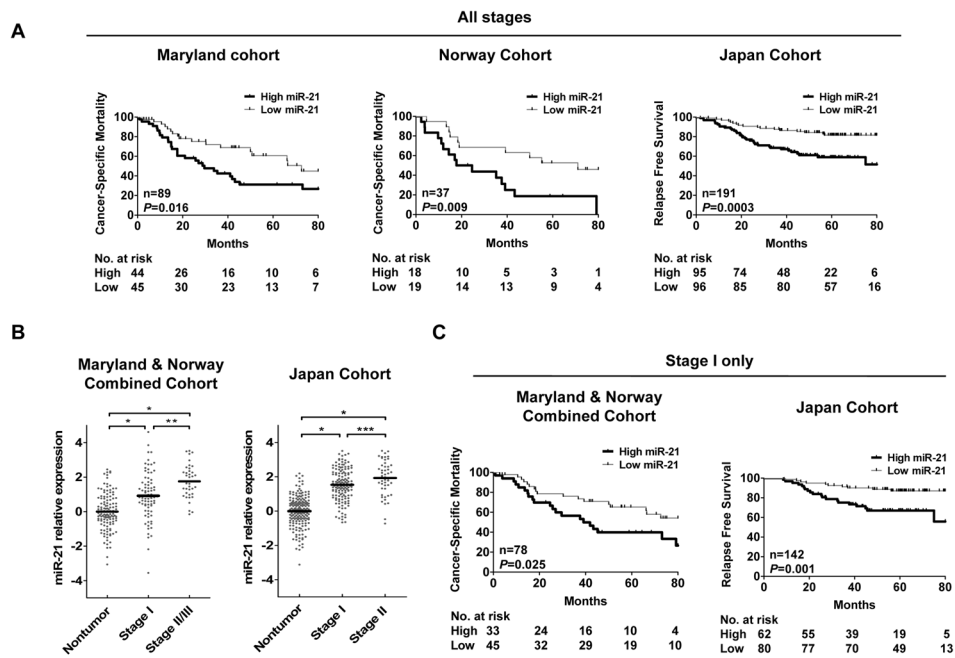 A
All stages
Maryland cohort
Norway Cohort
Japan Cohort
High miR-21
Low miR-21
Cancer-Specific Mortality
100
80
60
40
20
0
n=89
P=0.016
0 20 40 60 80
Months
No. at risk
High 44 26 16 10 6
Low 45 30 23 13 7
High miR-21
Low miR-21
Cancer-Specific Mortality
100
80
60
40
20
0
n=37
P=0.009
0 20 40 60 80
Months
No. at risk
High 18 10 5 3 1
Low 19 14 13 9 4
High miR-21
Low miR-21
Relapse Free Survival
100
80
60
40
20
0
n=191
P=0.0003
0 20 40 60 80
Months
No. at risk
High 95 74 48 22 6
Low 96 85 80 57 16
B
Maryland & Norway
Combined Cohort
miR-21 relative expression
4
2
0
-2
-4
*
* **
Nontumor
Stage I
Stage II/III
Japan Cohort
miR-21 relative expression
4
2
0
-2
-4
*
* ***
Nontumor
Stage I
Stage II
C
Stage I only
Maryland & Norway
Combined Cohort
High miR-21
Low miR-21
Cancer-Specific Mortality
100
80
60
40
20
0
n=78
P=0.025
0 20 40 60 80
Months
No. at risk
High 33 24 16 10 4
Low 45 32 29 19 10
Japan Cohort
High miR-21
Low miR-21
Relapse Free Survival
100
80
60
40
20
0
n=142
P=0.001
0 20 40 60 80
Months
No. at risk
High 62 55 39 19 5
Low 80 77 70 49 13